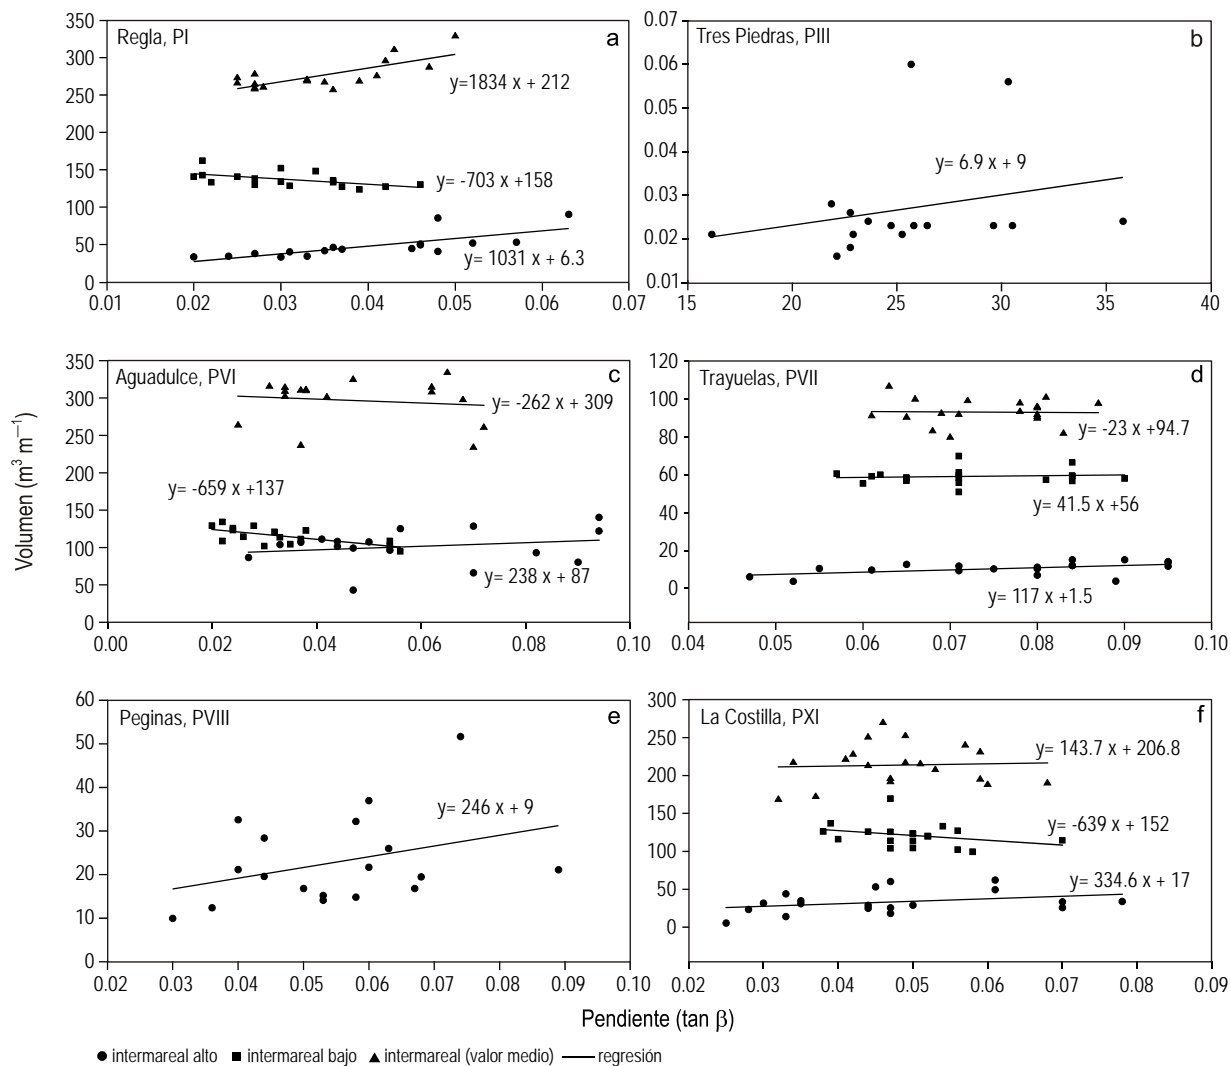 Regla, PI
a
350
300
250
200
150
100
50
0
y=1834 x + 212
y= -703 x +158
y= 1031 x + 6.3
0.01 0.02 0.03 0.04 0.05 0.06 0.07
Tres Piedras, PIII
b
0.07
0.06
0.05
0.04
0.03
0.02
0.01
y= 6.9 x + 9
15 20 25 30 35 40
Aguadulce, PVI
c
350
300
250
200
150
100
50
0
y= -262 x + 309
y= -659 x +137
y= 238 x + 87
0.00 0.02 0.04 0.06 0.08 0.10
Trayuelas, PVII
d
120
100
80
60
40
20
0
y= -23 x +94.7
y= 41.5 x +56
y= 117 x +1.5
0.04 0.05 0.06 0.07 0.08 0.09 0.10
Volumen (m³ m⁻¹)
Peginas, PVIII
e
60
50
40
30
20
10
0
y= 246 x + 9
0.02 0.03 0.04 0.05 0.06 0.07 0.08 0.09 0.10
La Costilla, PXI
f
300
250
200
150
100
50
0
y= 143.7 x + 206.8
y= -639 x + 152
y= 334.6 x + 17
0.02 0.03 0.04 0.05 0.06 0.07 0.08 0.09
Pendiente (tan β)
intermareal alto intermareal bajo intermareal (valor medio) regresión